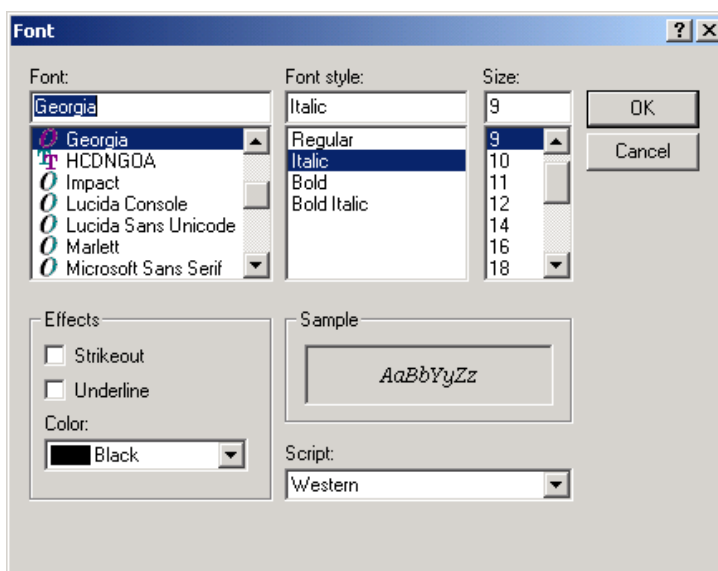 Font
Font: Font style: Size:
Georgia Italic 9 OK
Georgia Regular 9
HCDNGOA Italic 10 Cancel
Impact Bold 11
Lucida Console Bold Italic 12
Lucida Sans Unicode 14
Marlett 16
Microsoft Sans Serif 18
Effects Sample
Strikeout
AaBbYyZz
Underline
Color:
Black Script:
Western